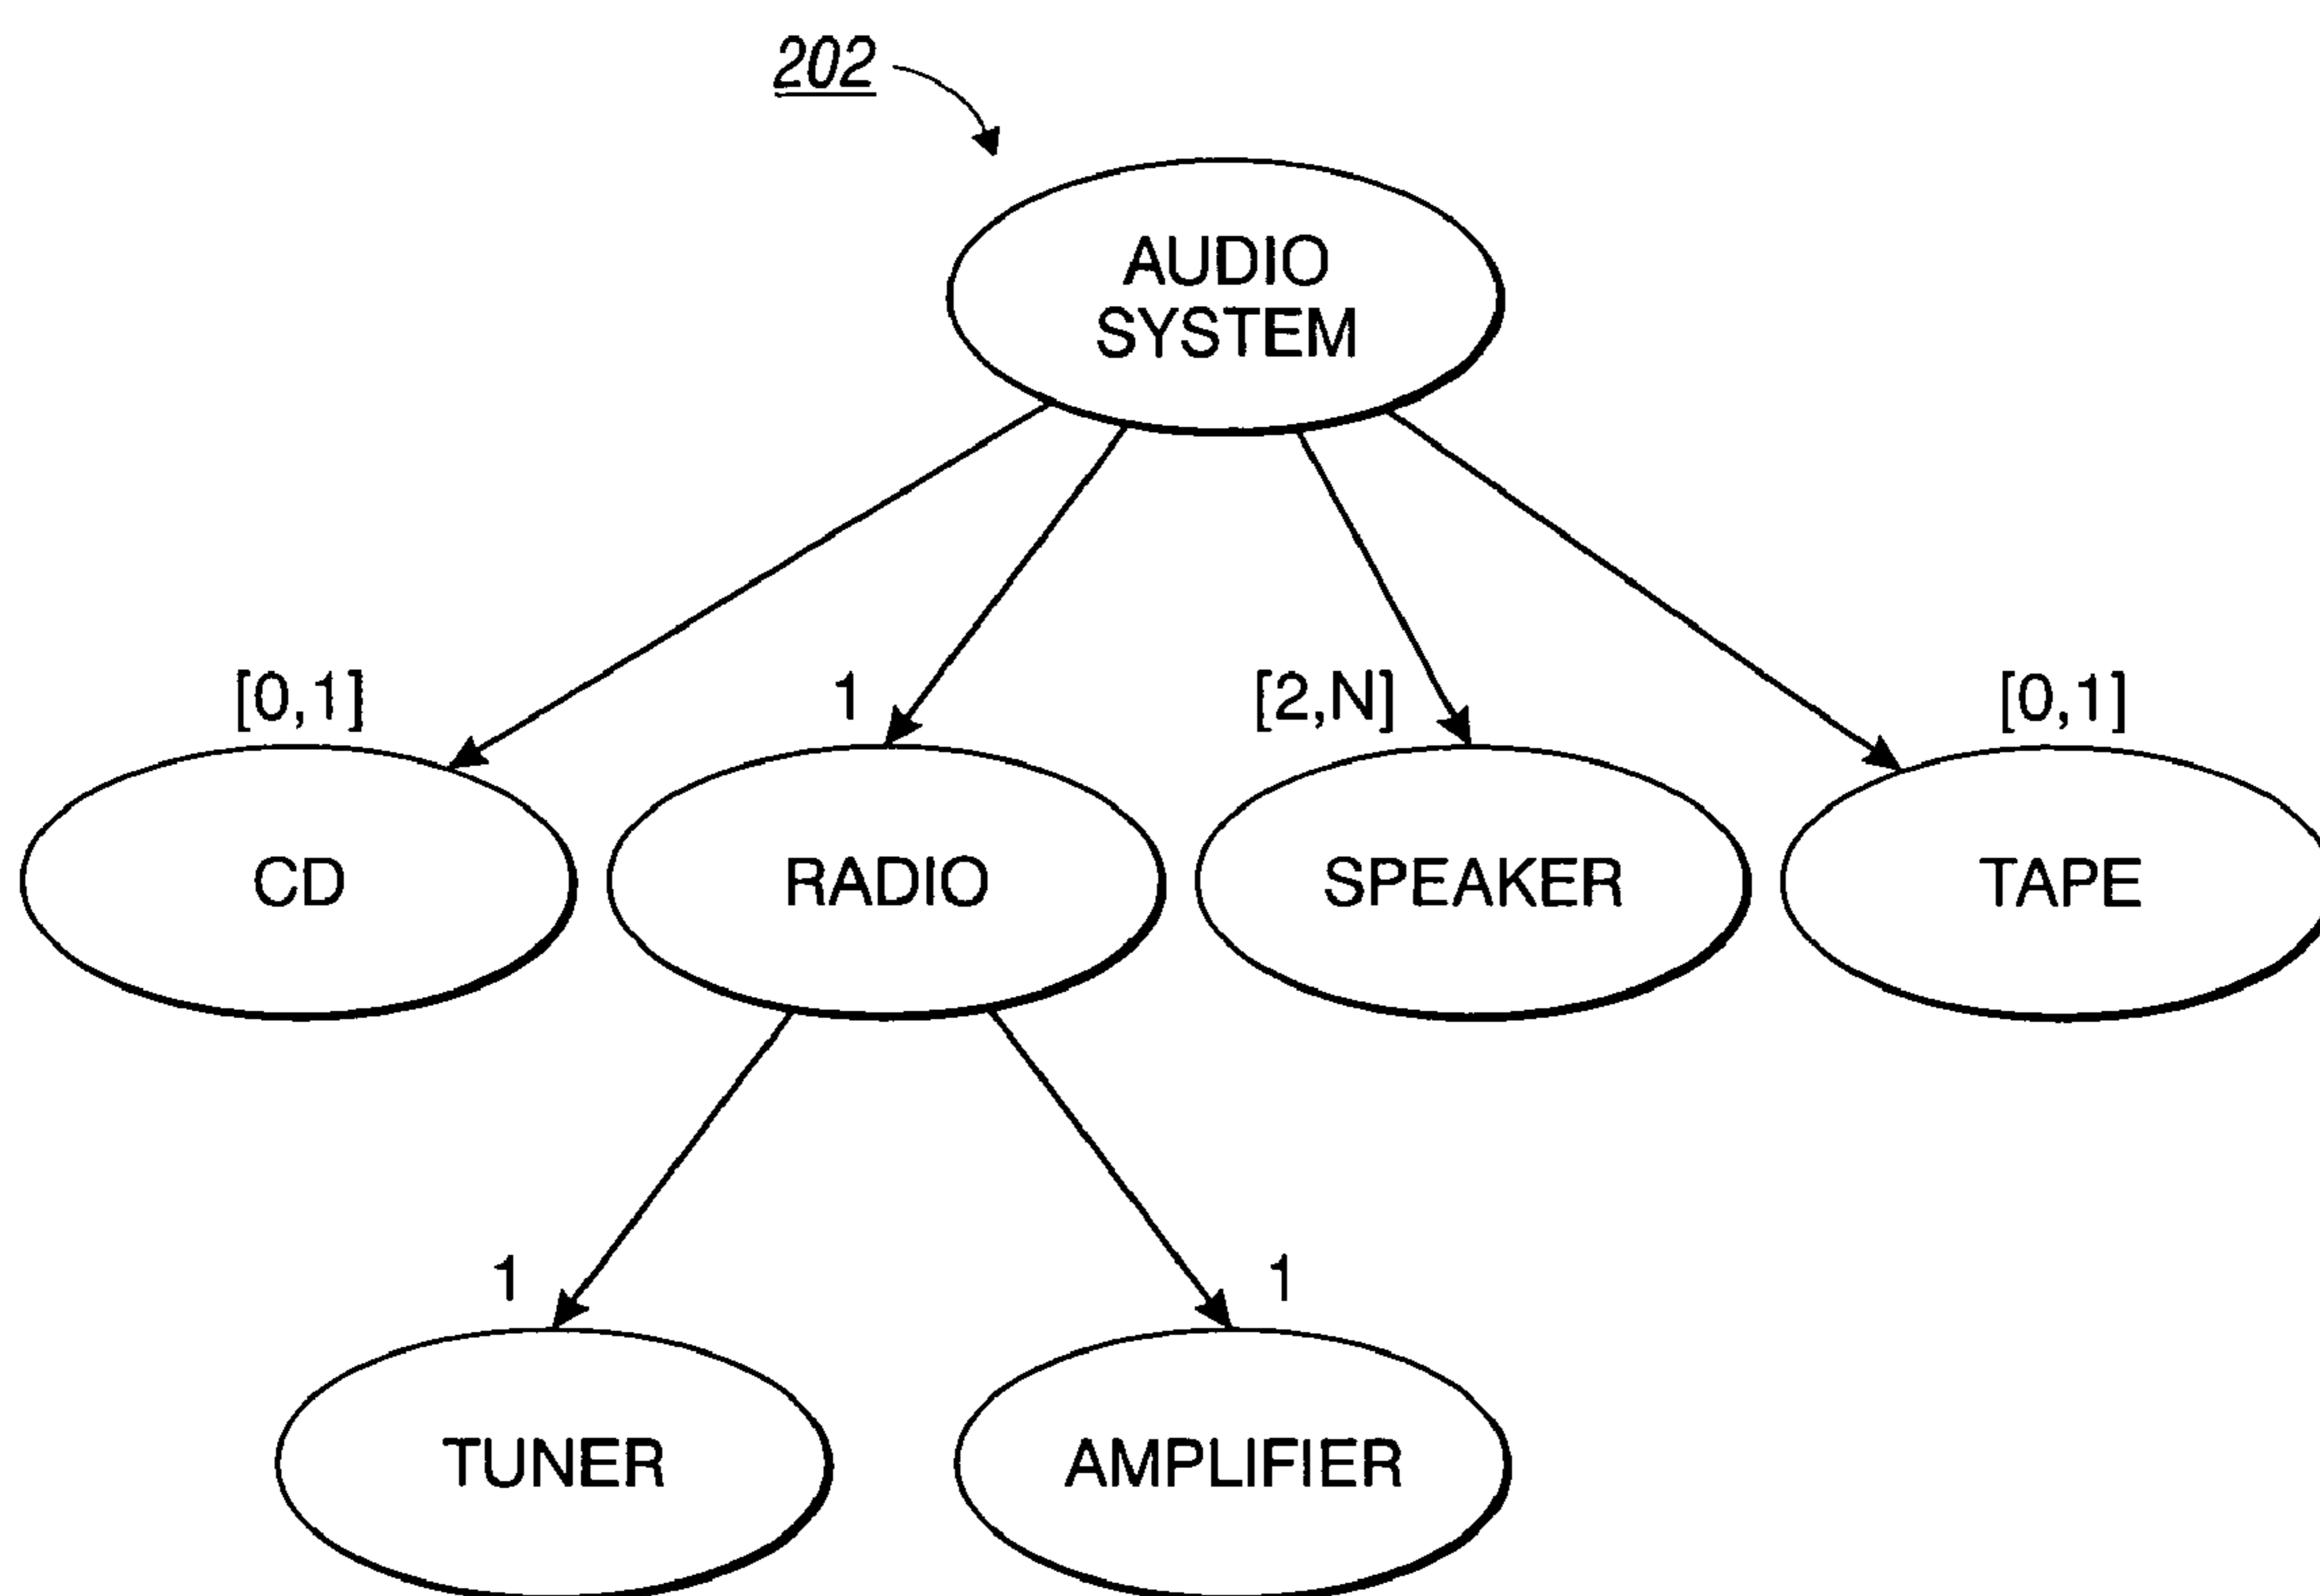 202
AUDIO
SYSTEM
[0,1]
1
[2,N]
[0,1]
CD
RADIO
SPEAKER
TAPE
1
1
TUNER
AMPLIFIER